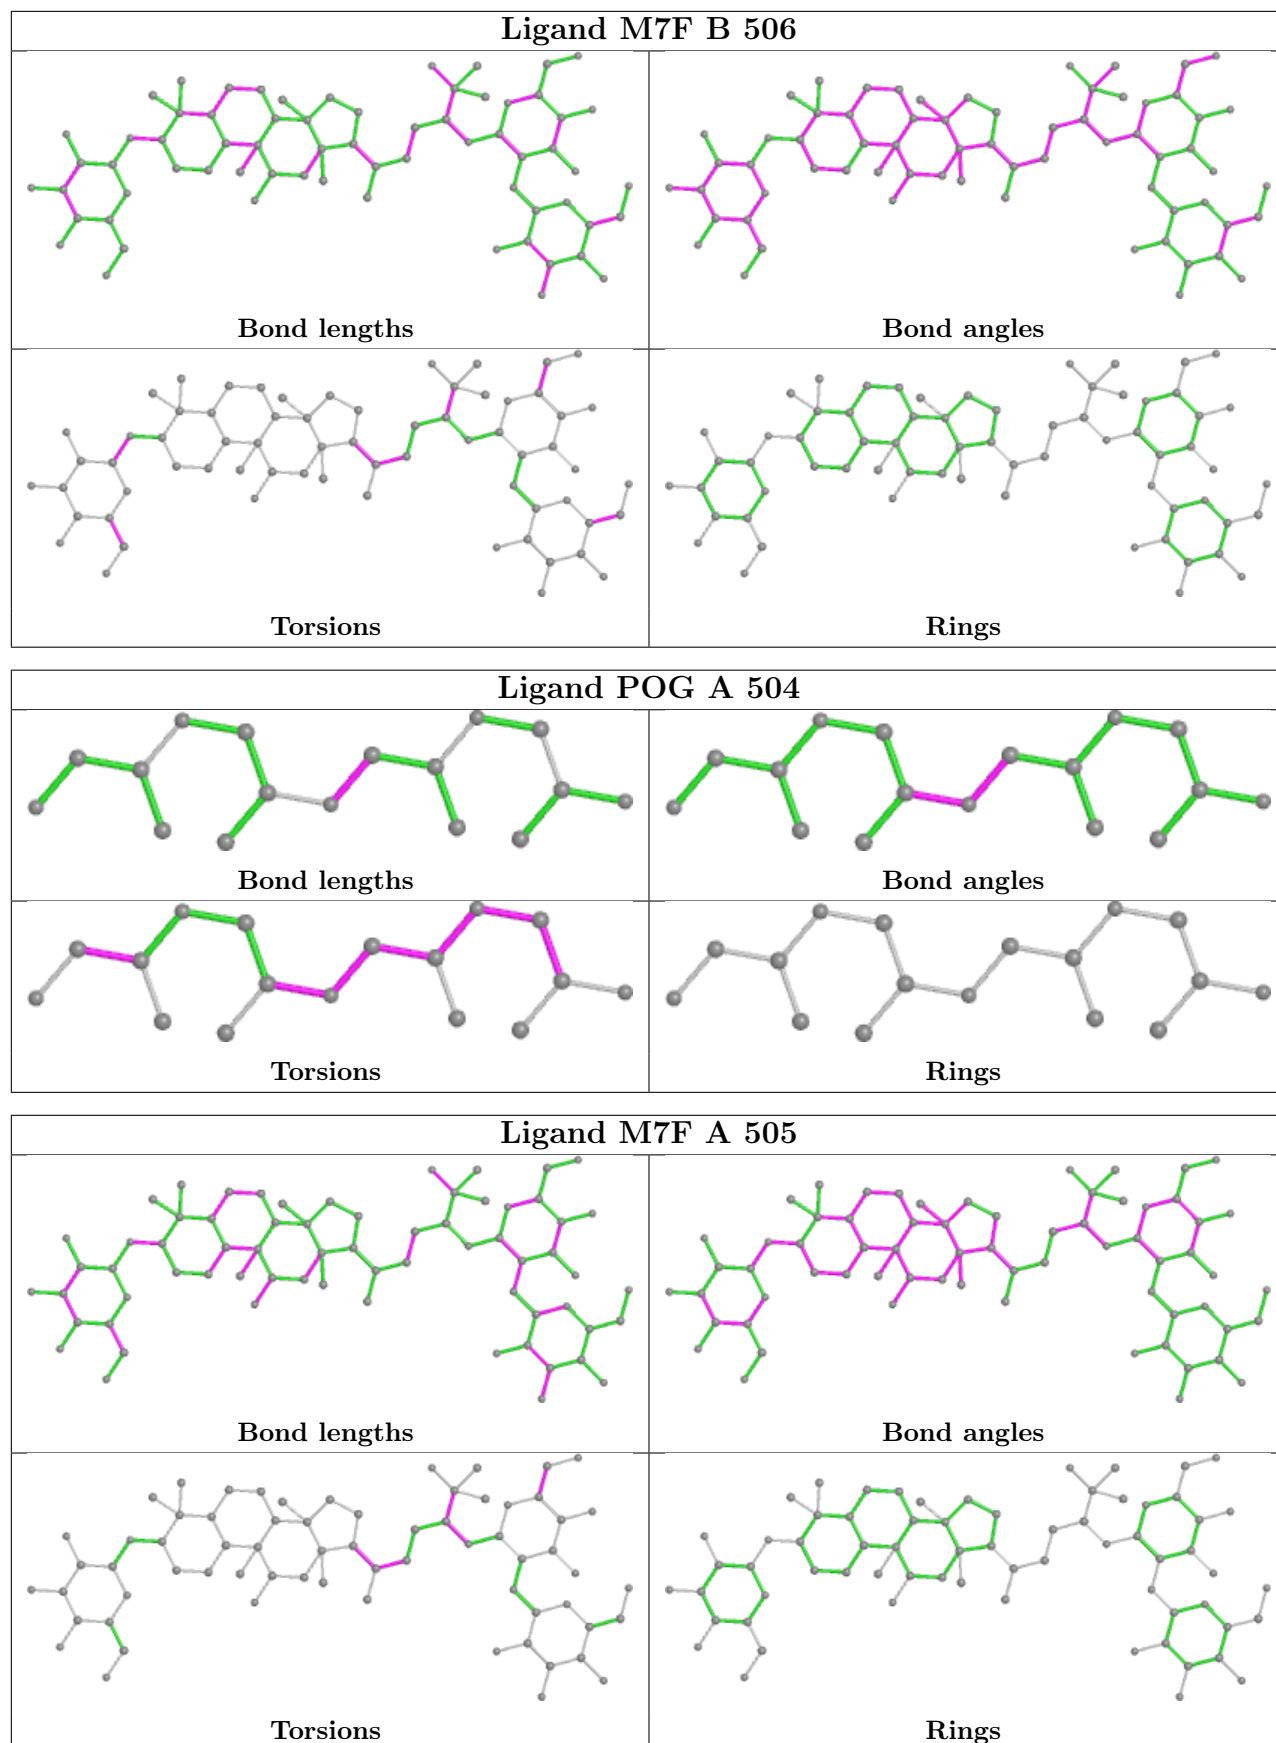 Ligand M7F B 506
Bond lengths
Bond angles
Torsions
Rings
Ligand POG A 504
Bond lengths
Bond angles
Torsions
Rings
Ligand M7F A 505
Bond lengths
Bond angles
Torsions
Rings